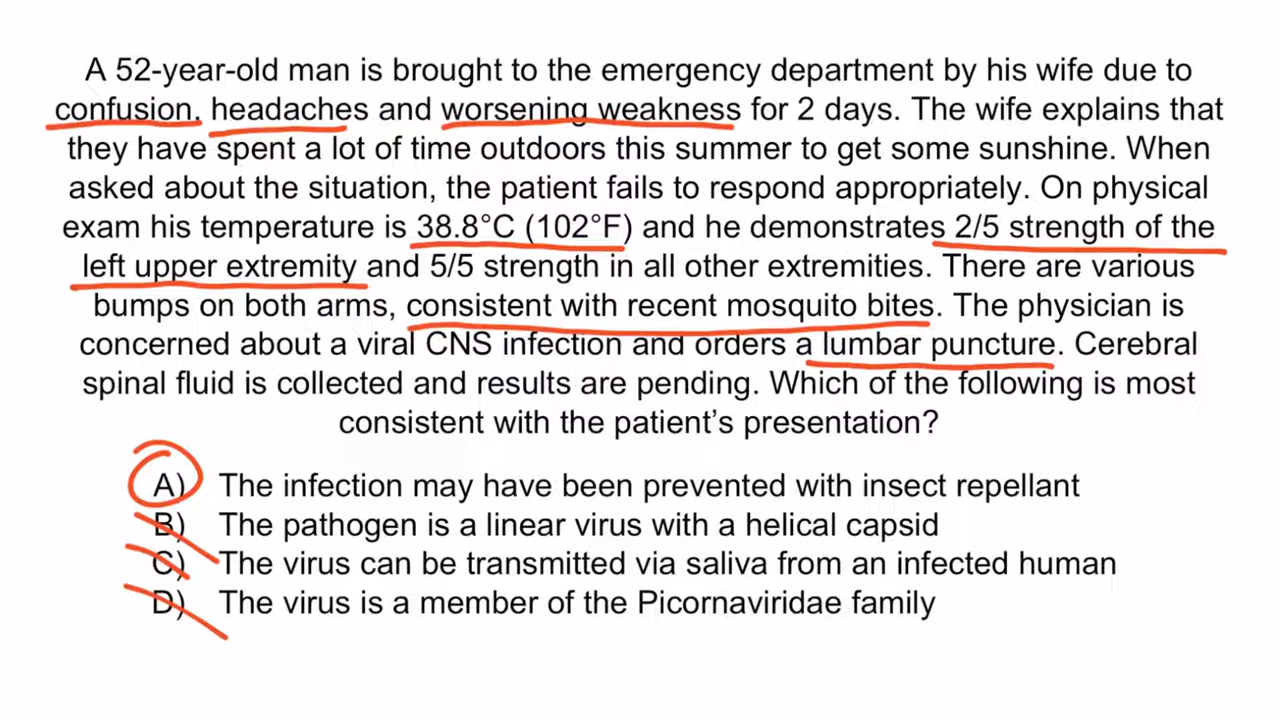 A 52-year-old man is brought to the emergency department by his wife due to
confusion, headaches and worsening weakness for 2 days. The wife explains that
they have spent a lot of time outdoors this summer to get some sunshine. When
asked about the situation, the patient fails to respond appropriately. On physical
exam his temperature is 38.8°C (102°F) and he demonstrates 2/5 strength of the
left upper extremity and 5/5 strength in all other extremities. There are various
bumps on both arms, consistent with recent mosquito bites. The physician is
concerned about a viral CNS infection and orders a lumbar puncture. Cerebral
spinal fluid is collected and results are pending. Which of the following is most
consistent with the patient's presentation?
A) The infection may have been prevented with insect repellant
B) The pathogen is a linear virus with a helical capsid
C) The virus can be transmitted via saliva from an infected human
D) The virus is a member of the Picornaviridae family